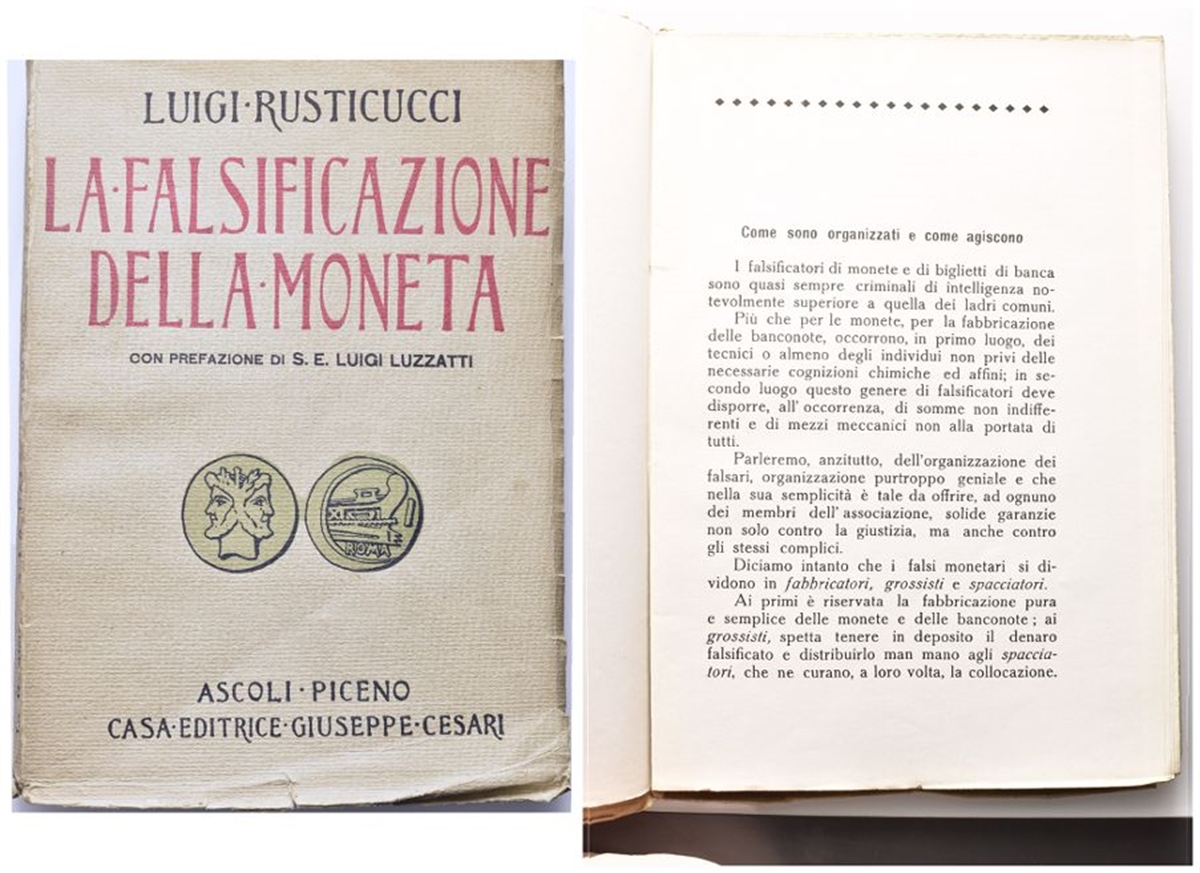 LUIGI·RUSTICUCCI
LA·FALSIFICAZIONE
DELLA·MONETA
CON PREFAZIONE DI S. E. LUIGI LUZZATTI
ROMA
ASCOLI·PICENO
CASA·EDITRICE·GIUSEPPE·CESARI
Come sono organizzati e come agiscono
I falsificatori di monete e di biglietti di banca
sono quasi sempre criminali di intelligenza no-
tevolmente superiore a quella dei ladri comuni.
Più che per le monete, per la fabbricazione
delle banconote, occorrono, in primo luogo, dei
tecnici o almeno degli individui non privi delle
necessarie cognizioni chimiche ed affini; in se-
condo luogo questo genere di falsificatori deve
disporre, all'occorrenza, di somme non indiffe-
renti e di mezzi meccanici non alla portata di
tutti.
Parleremo, anzitutto, dell'organizzazione dei
falsari, organizzazione purtroppo geniale e che
nella sua semplicità è tale da offrire, ad ognuno
dei membri dell'associazione, solide garanzie
non solo contro la giustizia, ma anche contro
gli stessi complici.
Diciamo intanto che i falsi monetari si di-
vidono in fabbricatori, grossisti e spacciatori.
Ai primi è riservata la fabbricazione pura
e semplice delle monete e delle banconote; ai
grossisti, spetta tenere in deposito il denaro
falsificato e distribuirlo man mano agli spaccia-
tori, che ne curano, a loro volta, la collocazione.